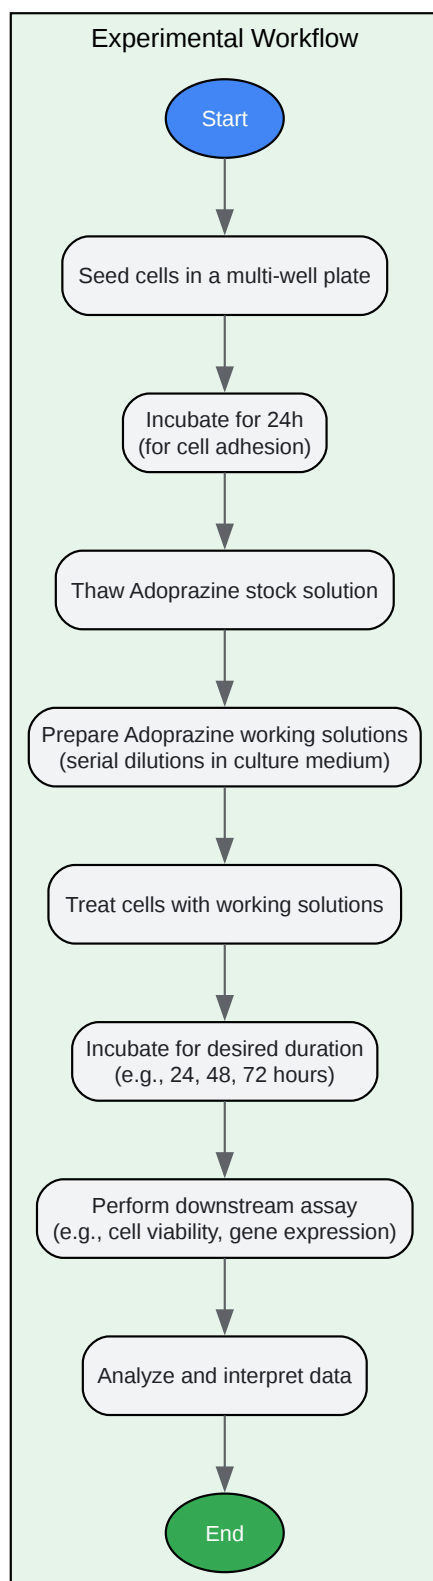 Experimental Workflow
Start
Seed cells in a multi-well plate
Incubate for 24h
(for cell adhesion)
Thaw Adoprazine stock solution
Prepare Adoprazine working solutions
(serial dilutions in culture medium)
Treat cells with working solutions
Incubate for desired duration
(e.g., 24, 48, 72 hours)
Perform downstream assay
(e.g., cell viability, gene expression)
Analyze and interpret data
End